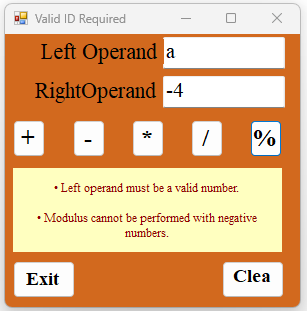 Valid ID Required
Left Operand a
RightOperand -4
+ - * / %
• Left operand must be a valid number.
• Modulus cannot be performed with negative
numbers.
Exit Clea